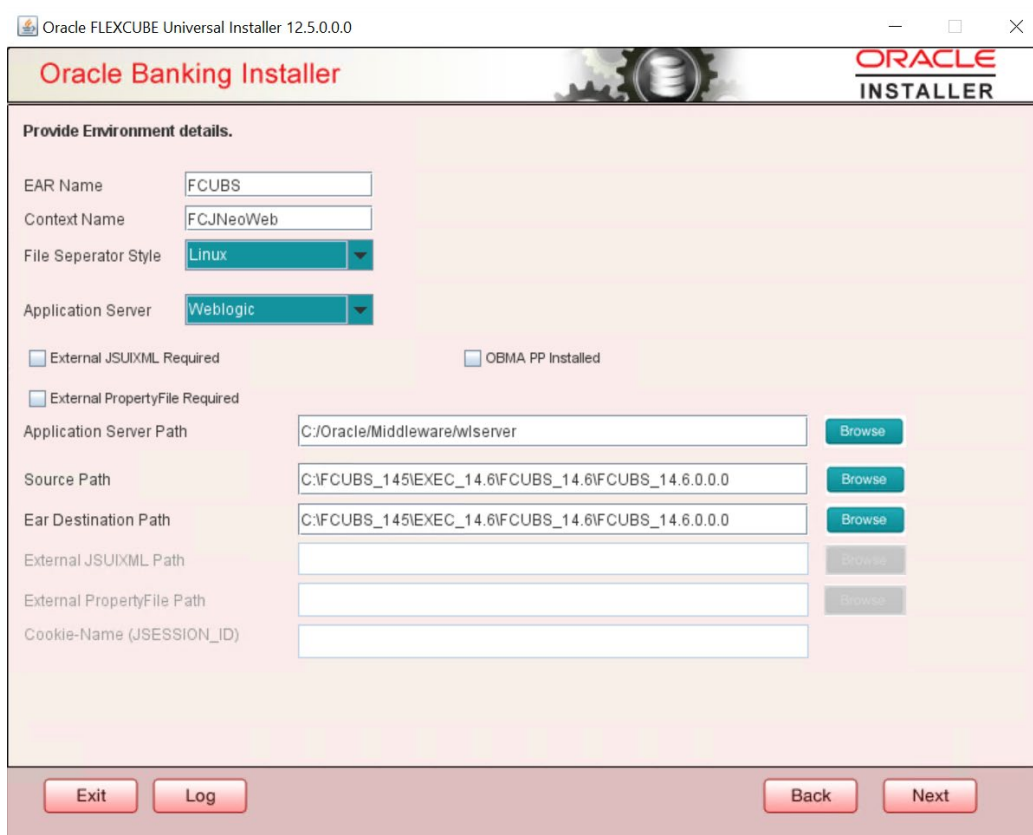 Oracle FLEXCUBE Universal Installer 12.5.0.0.0
Oracle Banking Installer
ORACLE
INSTALLER
Provide Environment details.
EAR Name FCUBS
Context Name FCJNeoWeb
File Seperator Style Linux
Application Server Weblogic
External JSUIXML Required OBMA PP Installed
External PropertyFile Required
Application Server Path C:/Oracle/Middleware/wlserver Browse
Source Path C:\FCUBS_145\EXEC_14.6\FCUBS_14.6\FCUBS_14.6.0.0.0 Browse
Ear Destination Path C:\FCUBS_145\EXEC_14.6\FCUBS_14.6\FCUBS_14.6.0.0.0 Browse
External JSUIXML Path Browse
External PropertyFile Path Browse
Cookie-Name (JSESSION_ID)
Exit Log Back Next